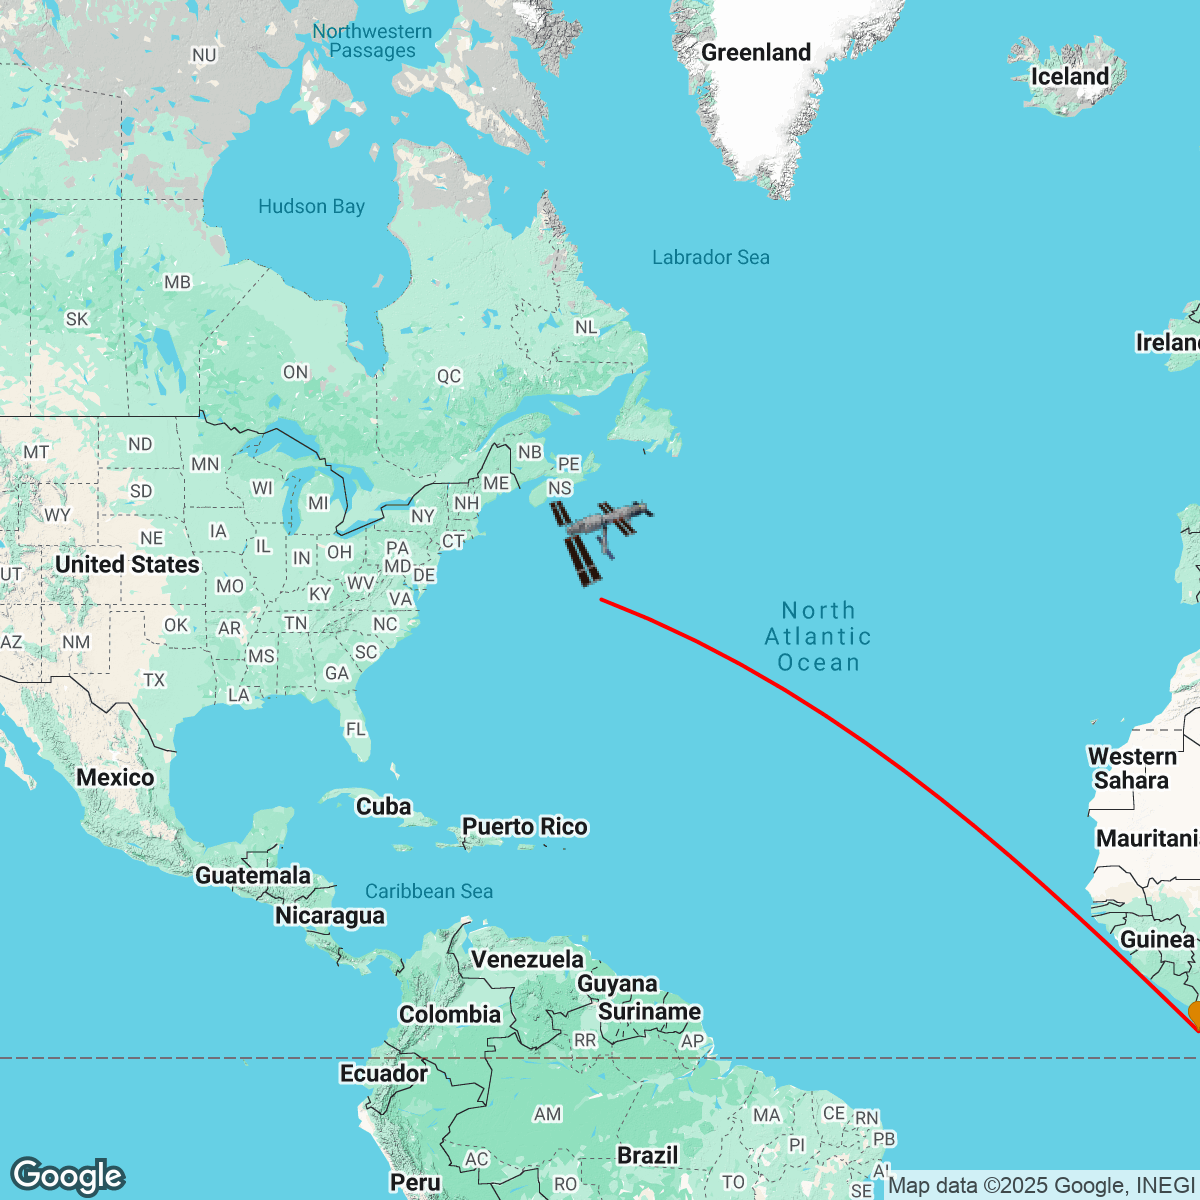 Northwestern
Passages
NU
Greenland
Iceland
Hudson Bay
Labrador Sea
MB
SK
NL
ON
QC
Ireland
MT
ND
MN
NB
PE
SD
WI
MI
ME
NS
WY
NH
NY
IA
NE
IL
IN
OH
PA
CT
United States
MD
UT
MO
WV
DE
KY
VA
OK
AR
TN
NC
AZ
NM
MS
SC
GA
TX
LA
FL
North
Atlantic
Ocean
Western
Sahara
Mexico
Cuba
Puerto Rico
Mauritania
Guatemala
Caribbean Sea
Nicaragua
Guinea
Venezuela
Guyana
Colombia
Suriname
RR
AP
Ecuador
AM
MA
CE
RN
PI
PB
Brazil
AC
AL
Peru
RO
TO
SE
Google
Map data ©2025 Google, INEGI